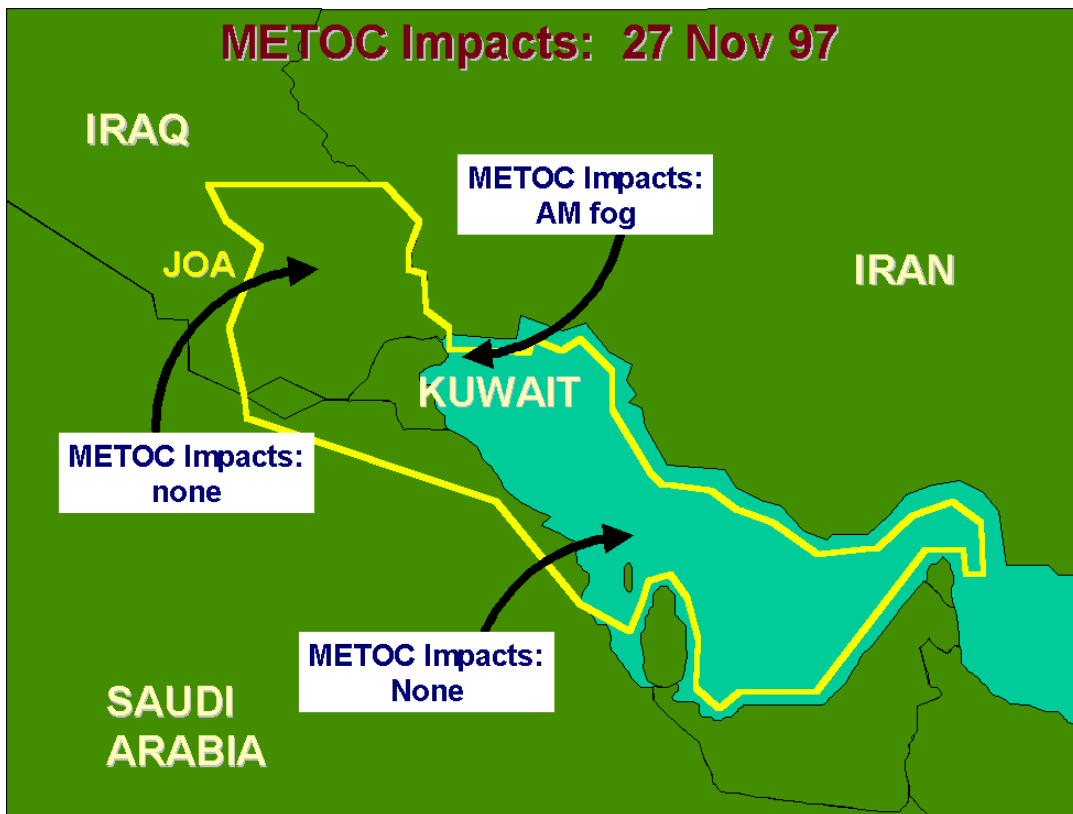 METOC Impacts: 27 Nov 97
IRAQ
METOC Impacts:
AM fog
JOA
IRAN
KUWAIT
METOC Impacts:
none
METOC Impacts:
None
SAUDI
ARABIA